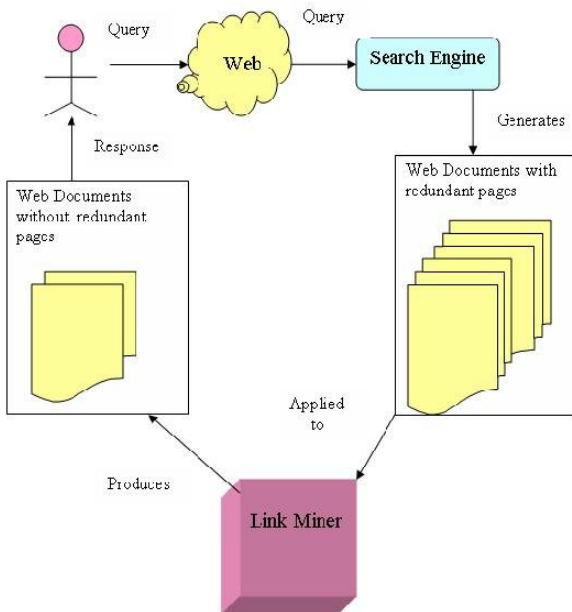 Query
Query
Web
Search Engine
Generates
Response
Web Documents
without redundant
pages
Web Documents with
redundant pages
Applied
to
Produces
Link Miner